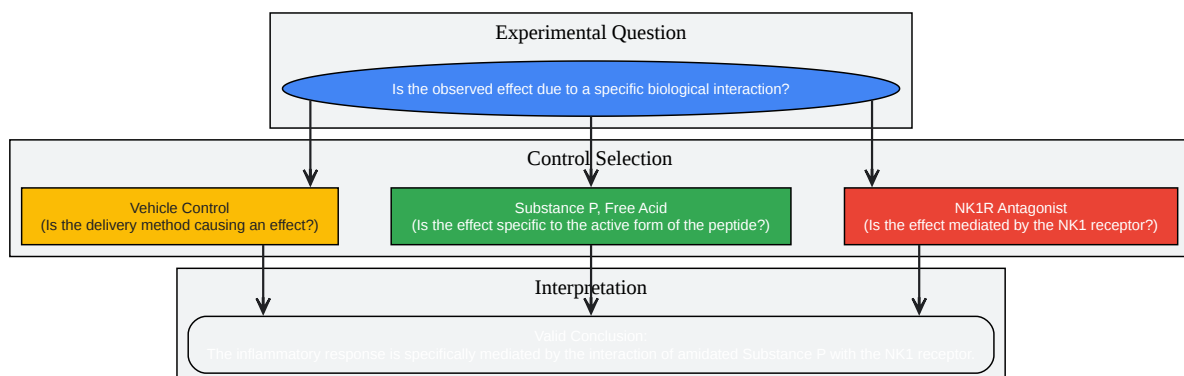 Experimental Question
Is the observed effect due to a specific biological interaction?
Control Selection
Vehicle Control
(Is the delivery method causing an effect?)
Substance P, Free Acid
(Is the effect specific to the active form of the peptide?)
NK1R Antagonist
(Is the effect mediated by the NK1 receptor?)
Interpretation
Valid Conclusion:
The inflammatory response is specifically mediated by the interaction of amidated Substance P with the NK1 receptor.